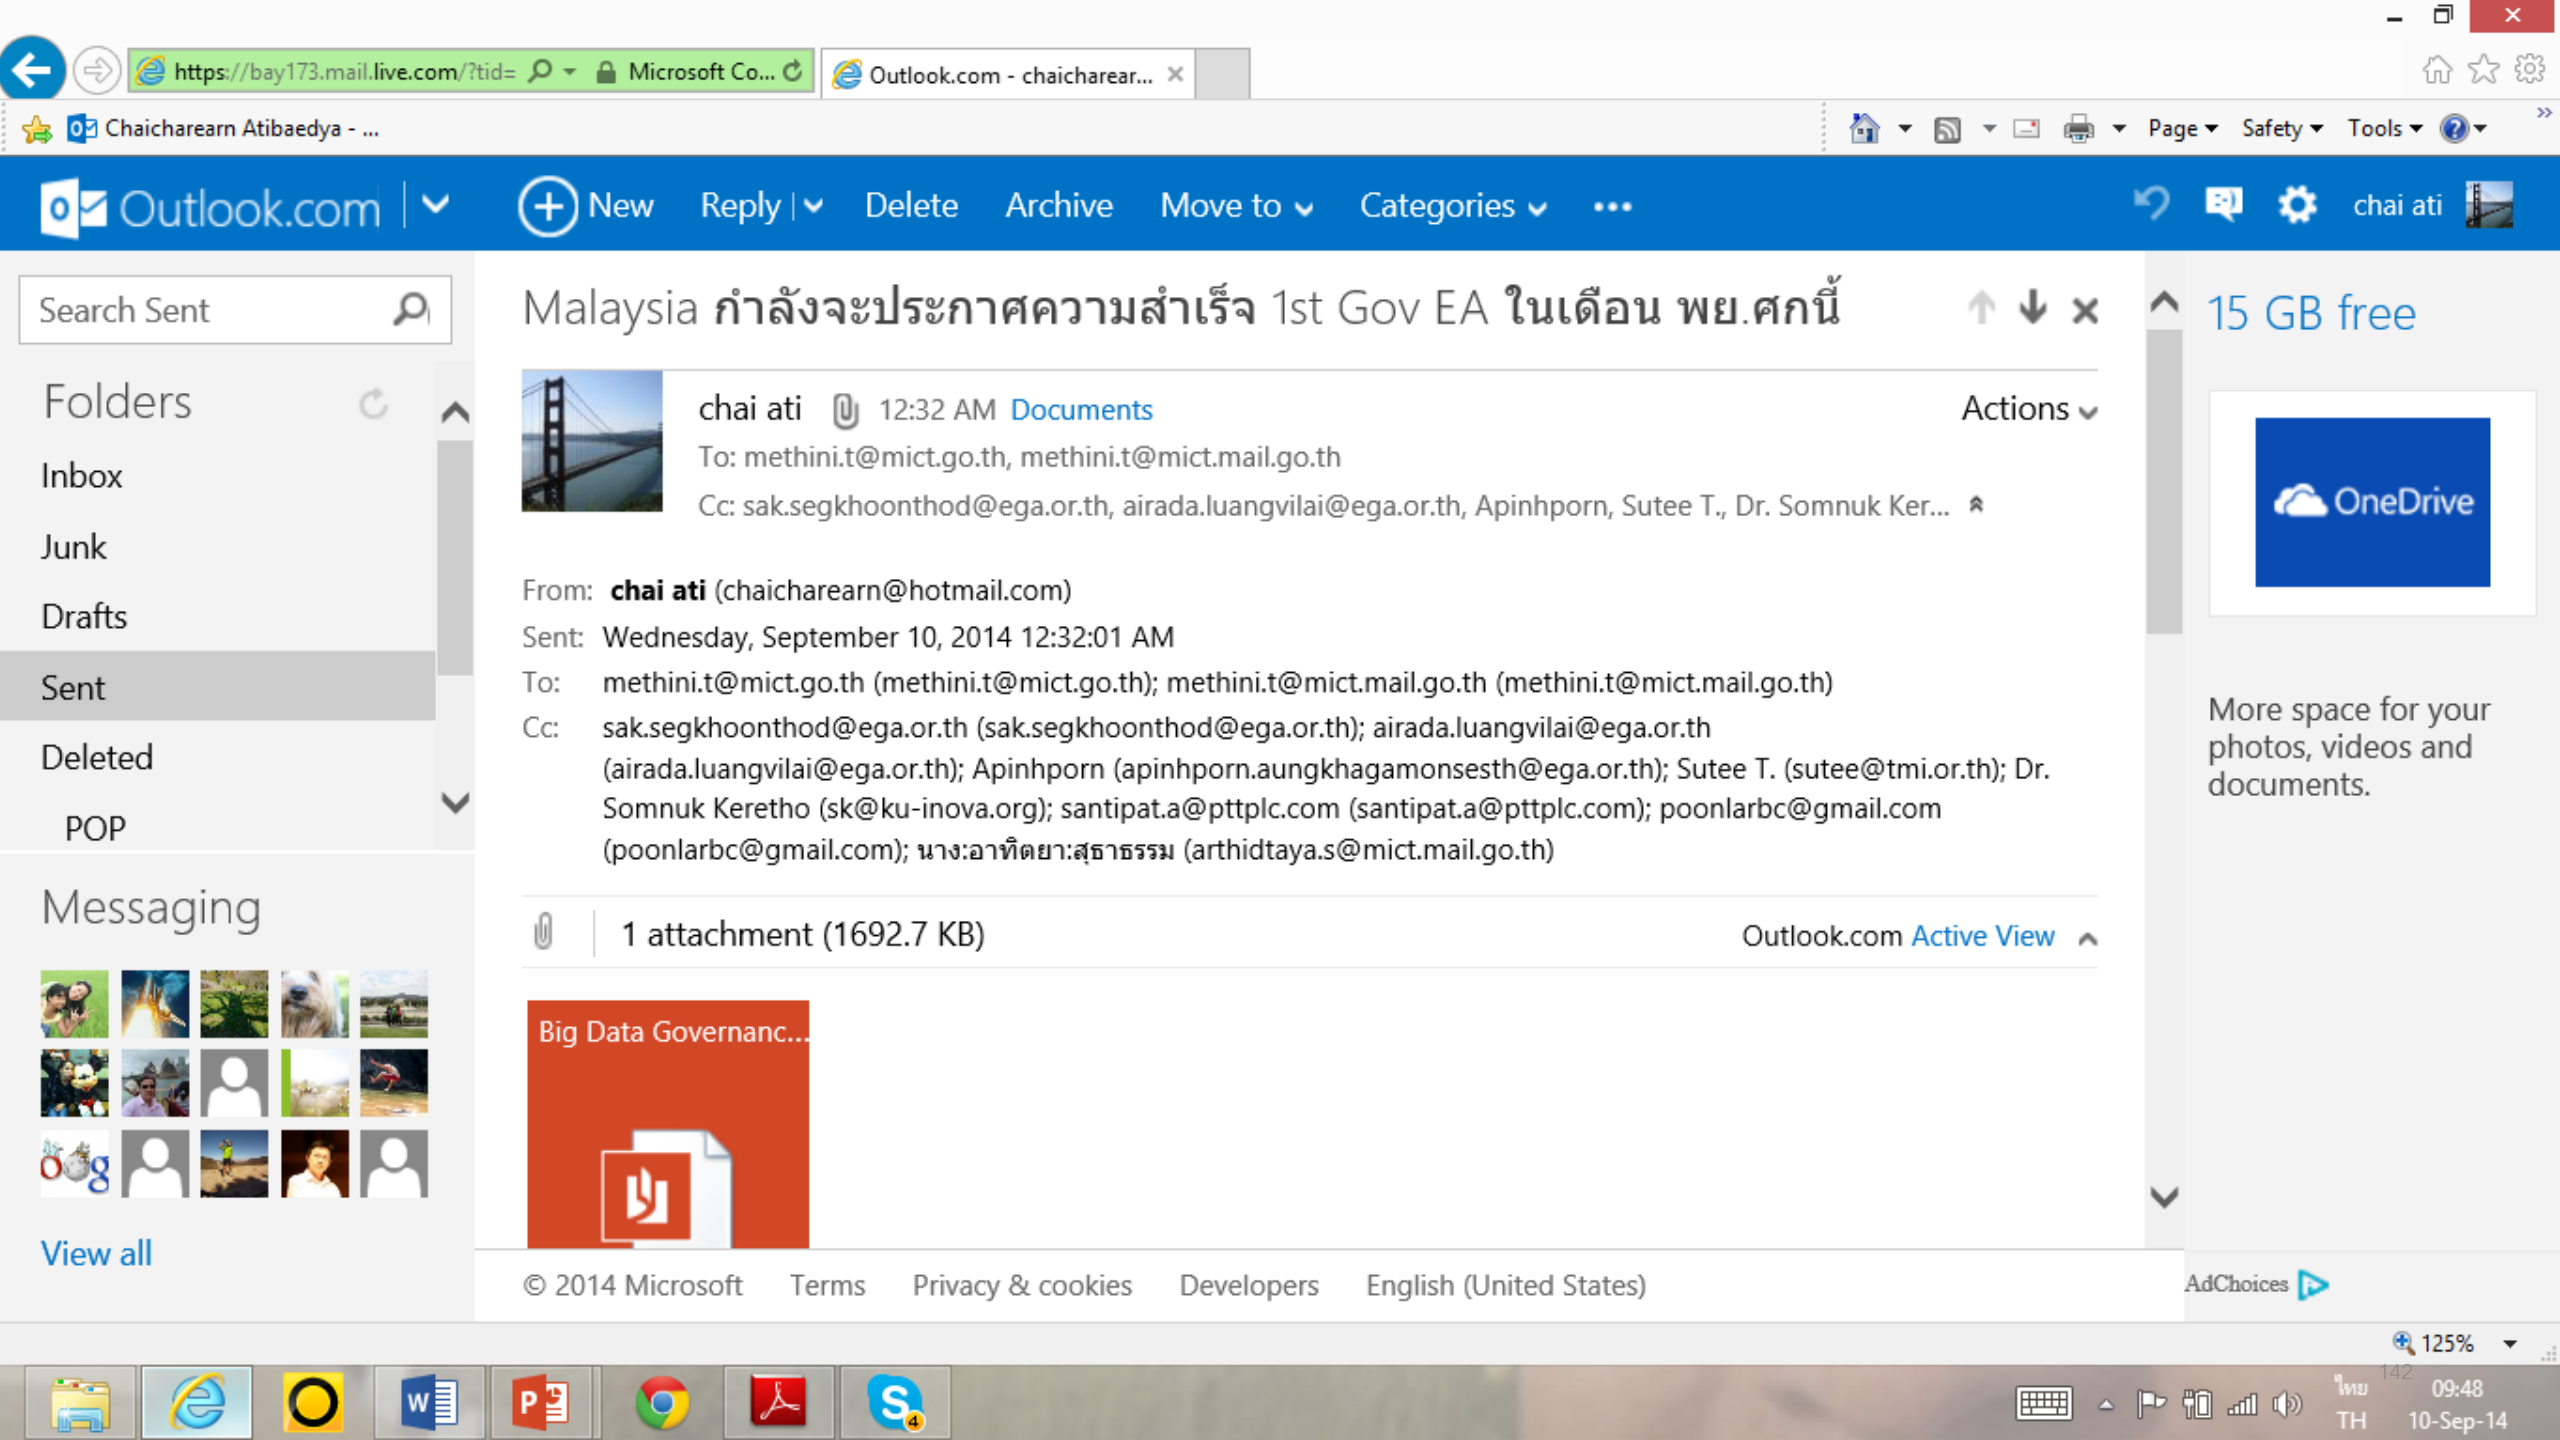 https://bay173.mail.live.com/?tid=
Microsoft Co...
Outlook.com - chaicharear...
Chaicharearn Atibaedya - ...
Page
Safety
Tools
Outlook.com
New
Reply
Delete
Archive
Move to
Categories
chai ati
Search Sent
Folders
Inbox
Junk
Drafts
Sent
Deleted
POP
Messaging
View all
Malaysia กำลังจะประกาศความสำเร็จ 1st Gov EA ในเดือน พย.ศกนี้
chai ati 12:32 AM Documents
Actions
To: methini.t@mict.go.th, methini.t@mict.mail.go.th
Cc: sak.segkhoonthod@ega.or.th, airada.luangvilai@ega.or.th, Apinhporn, Sutee T., Dr. Somnuk Ker...
From: chai ati (chaicharearn@hotmail.com)
Sent: Wednesday, September 10, 2014 12:32:01 AM
To: methini.t@mict.go.th (methini.t@mict.go.th); methini.t@mict.mail.go.th (methini.t@mict.mail.go.th)
Cc: sak.segkhoonthod@ega.or.th (sak.segkhoonthod@ega.or.th); airada.luangvilai@ega.or.th
(airada.luangvilai@ega.or.th); Apinhporn (apinhporn.aungkhagamonsesth@ega.or.th); Sutee T. (sutee@tmi.or.th); Dr.
Somnuk Keretho (sk@ku-inova.org); santipat.a@pttplc.com (santipat.a@pttplc.com); poonlarbc@gmail.com
(poonlarbc@gmail.com); นาง:อาทิตยา:สุธาธรรม (arthidtaya.s@mict.mail.go.th)
1 attachment (1692.7 KB)
Outlook.com Active View
Big Data Governanc...
15 GB free
OneDrive
More space for your
photos, videos and
documents.
© 2014 Microsoft
Terms
Privacy & cookies
Developers
English (United States)
AdChoices
125%
142
ไทย
TH
09:48
10-Sep-14